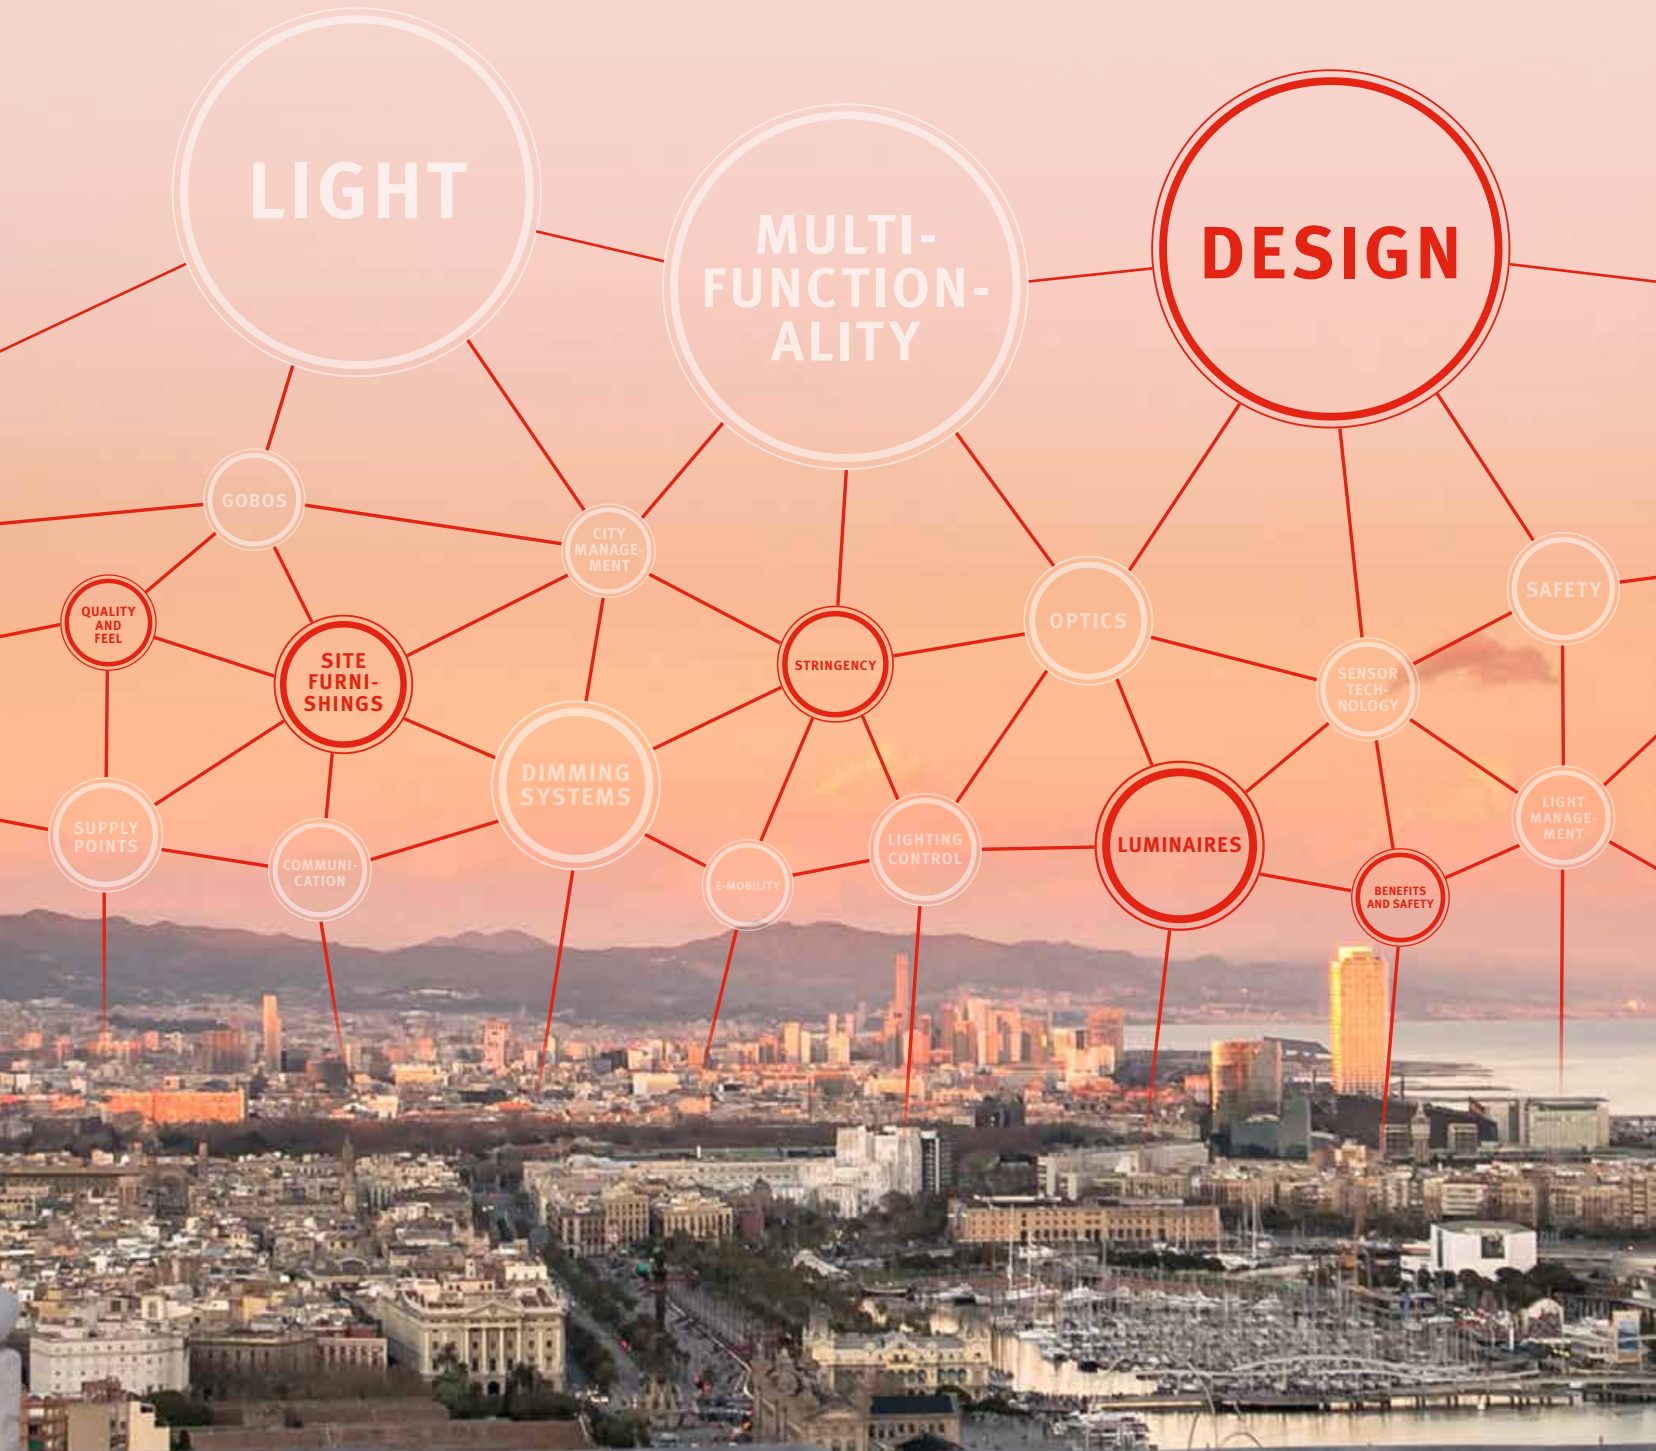 LIGHT
MULTI-
FUNCTION-
ALITY
DESIGN
GOBOS
CITY
MANAGE-
MENT
QUALITY
AND
FEEL
SITE
FURNI-
SHINGS
STRINGENCY
OPTICS
SAFETY
SENSOR
TECH-
NOLOGY
DIMMING
SYSTEMS
SUPPLY
POINTS
COMMUNI-
CATION
E-MOBILITY
LIGHTING
CONTROL
LUMINAIRES
LIGHT
MANAGE-
MENT
BENEFITS
AND SAFETY